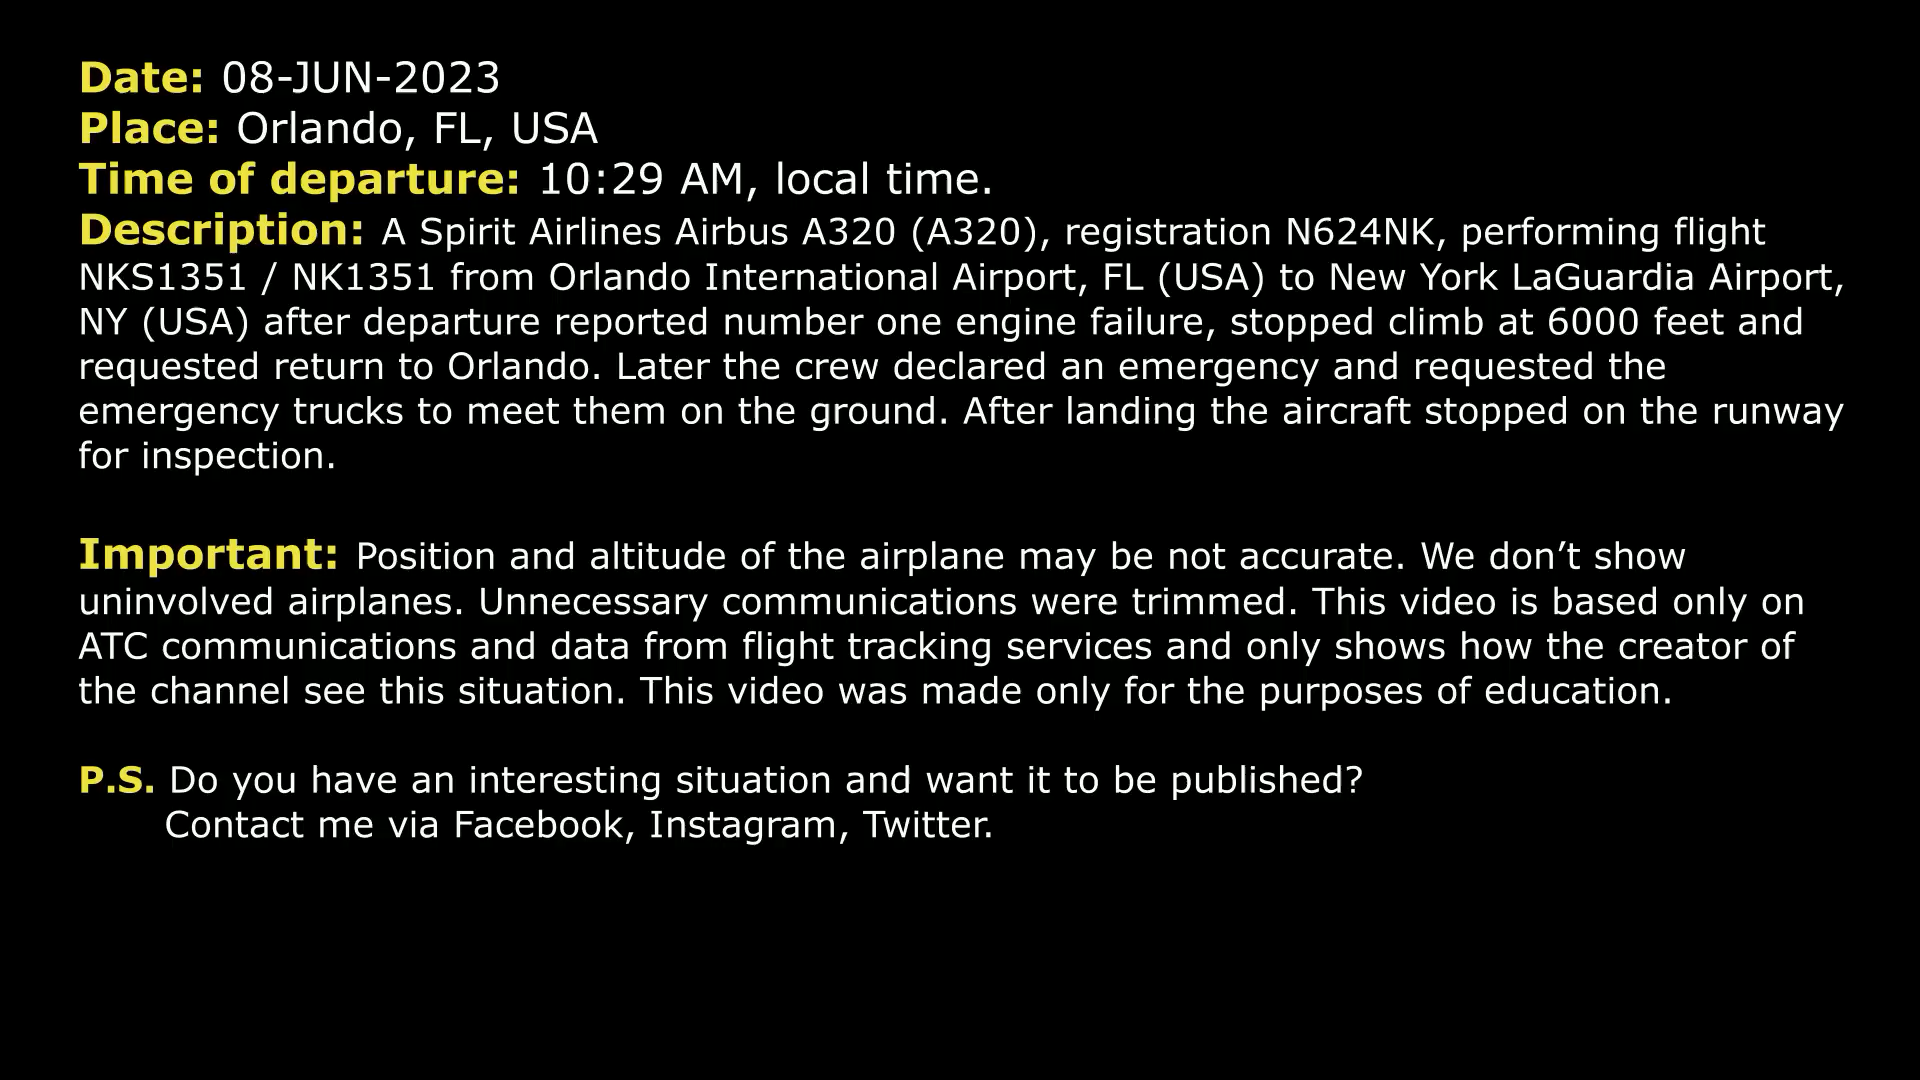 Date: 08-JUN-2023
Place: Orlando, FL, USA
Time of departure: 10:29 AM, local time.
Description: A Spirit Airlines Airbus A320 (A320), registration N624NK, performing flight
NKS1351 / NK1351 from Orlando International Airport, FL (USA) to New York LaGuardia Airport,
NY (USA) after departure reported number one engine failure, stopped climb at 6000 feet and
requested return to Orlando. Later the crew declared an emergency and requested the
emergency trucks to meet them on the ground. After landing the aircraft stopped on the runway
for inspection.
Important: Position and altitude of the airplane may be not accurate. We don’t show
uninvolved airplanes. Unnecessary communications were trimmed. This video is based only on
ATC communications and data from flight tracking services and only shows how the creator of
the channel see this situation. This video was made only for the purposes of education.
P.S. Do you have an interesting situation and want it to be published?
Contact me via Facebook, Instagram, Twitter.